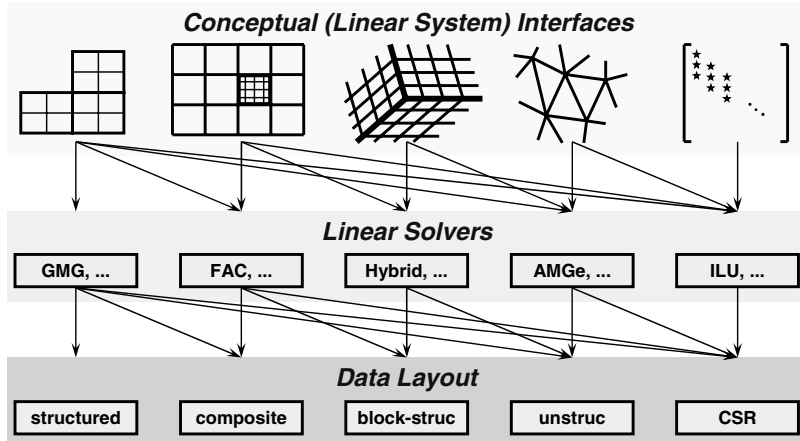 Conceptual (Linear System) Interfaces
Linear Solvers
GMG, ... FAC, ... Hybrid, ... AMGe, ... ILU, ...
Data Layout
structured composite block-struc unstruc CSR